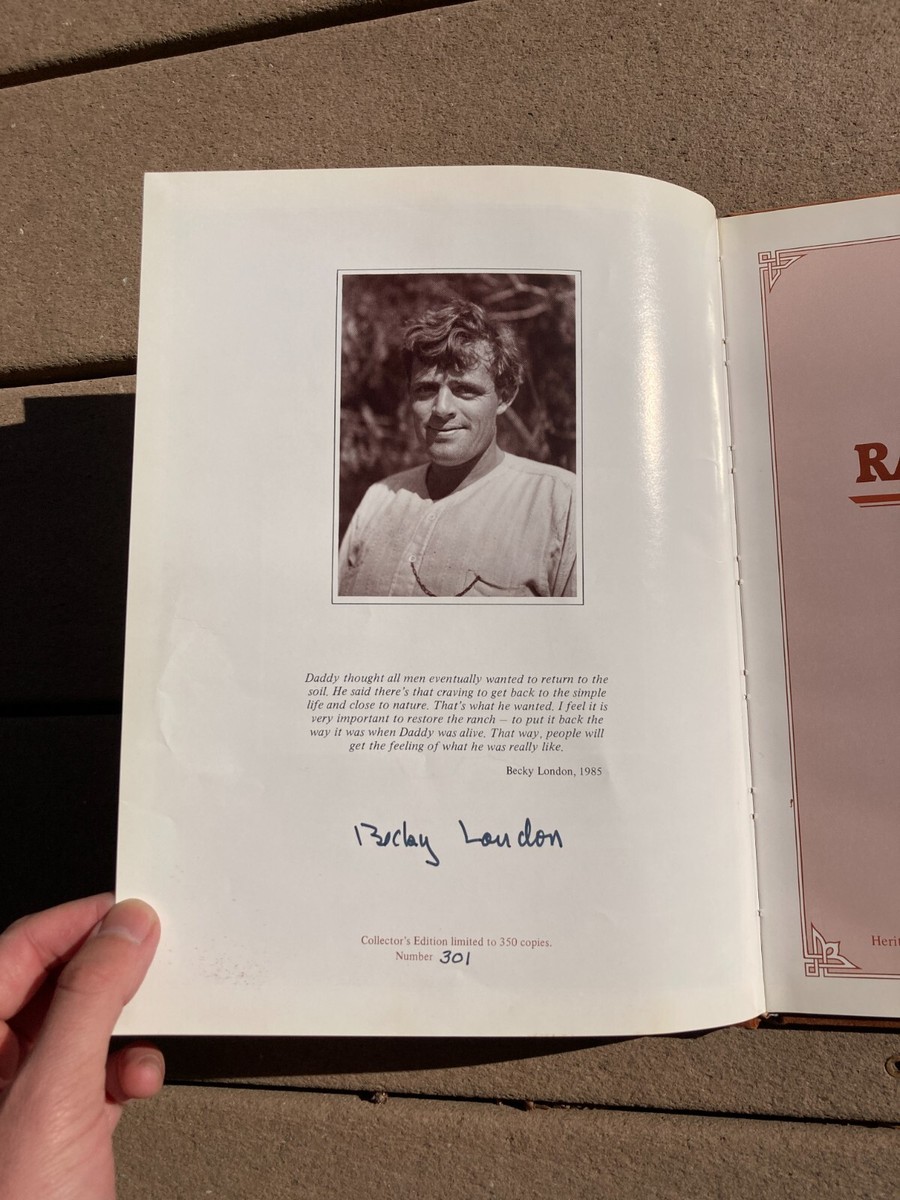 Daddy thought all men eventually wanted to return to the
soil. He said there's that craving to get back to the simple
life and close to nature. That's what he wanted. I feel it is
very important to restore the ranch — to put it back the
way it was when Daddy was alive. That way, people will
get the feeling of what he was really like.
Becky London, 1985
Becky London
Collector's Edition limited to 350 copies.
Number 301